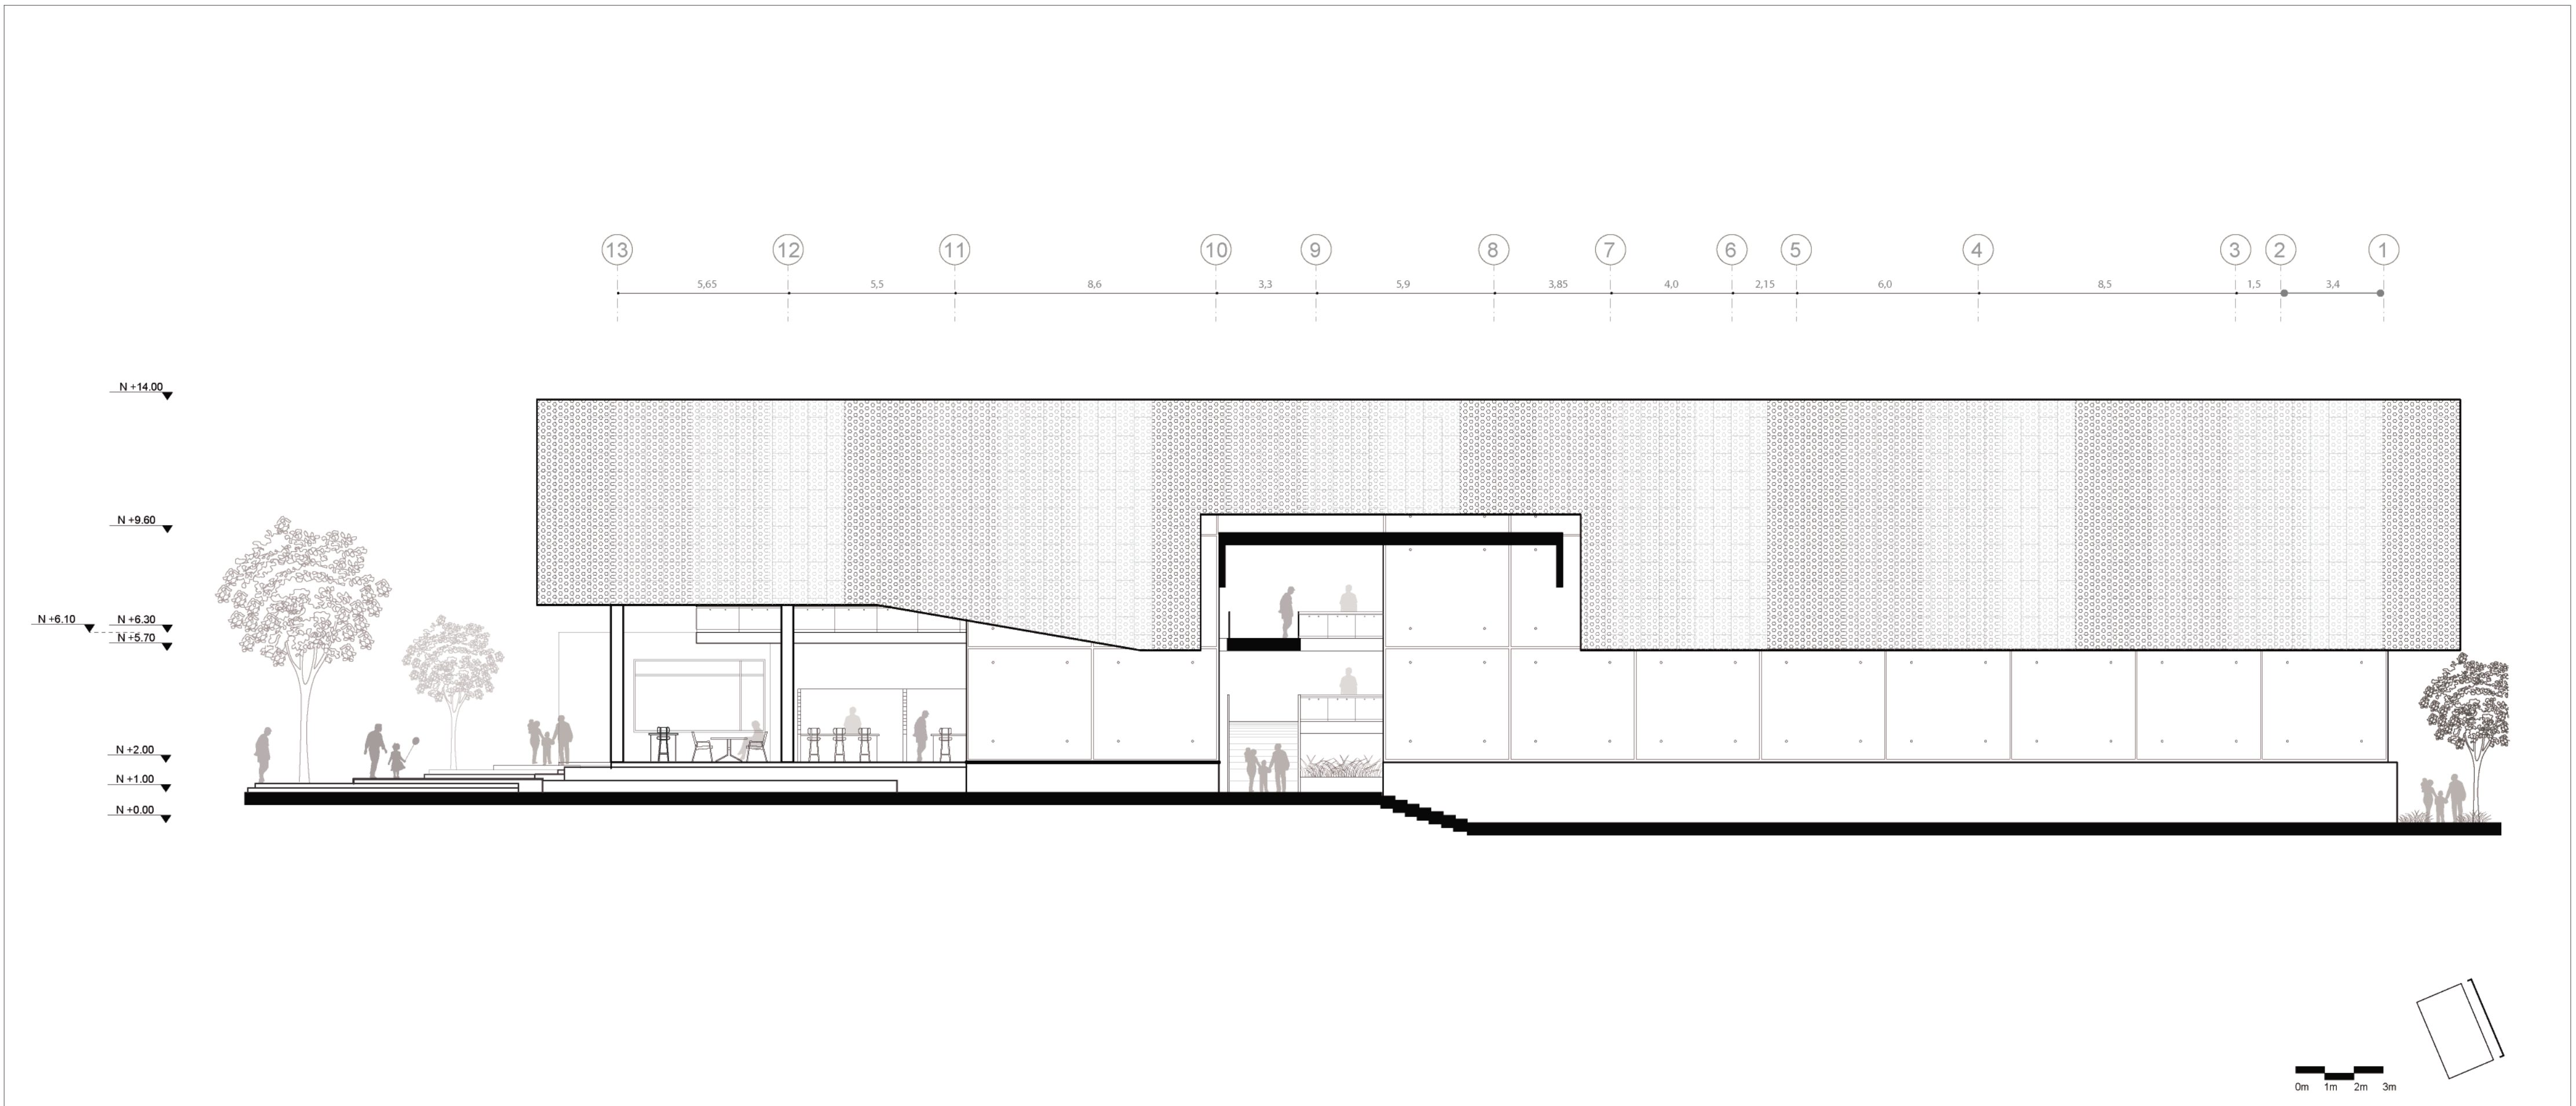 13 12 11 10 9 8 7 6 5 4 3 2 1
5,65 5,5 8,6 3,3 5,9 3,85 4,0 2,15 6,0 8,5 1,5 3,4
N +14.00
N +9.60
N +6.10 N +6.30
N +5.70
N +2.00
N +1.00
N +0.00
0m 1m 2m 3m